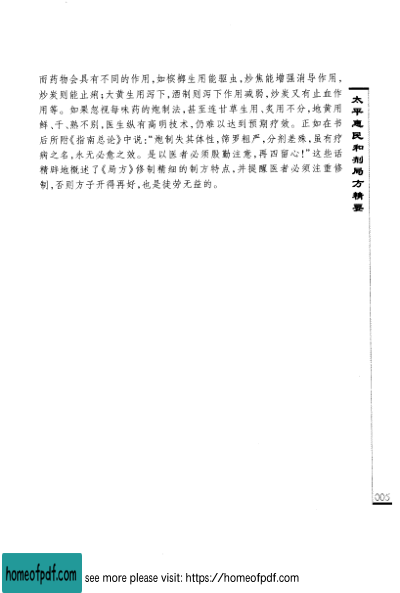 而药物会具有不同的作用,如槟榔生用能驱虫,炒焦能增强消导作用,
炒炭则能止痢;大黄生用泻下,酒制则泻下作用减弱,炒炭又有止血作
用等。如果忽视每味药的炮制法,甚至连甘草生用、炙用不分,地黄用
鲜、干、熟不别,医生纵有高明技术,仍难以达到预期疗效。正如在书
后所附《指南总论》中说:“炮制失其体性,筛罗粗严,分剂差殊,虽有疗
病之名,永无必愈之效。是以医者必须殷勤注意,再四留心!”这些话
精辟地概述了《局方》修制精细的制方特点,并提醒医者必须注重修
制,否则方子开得再好,也是徒劳无益的。
太平惠民和剂局方精要
005
homeofpdf.com
see more please visit: https://homeofpdf.com